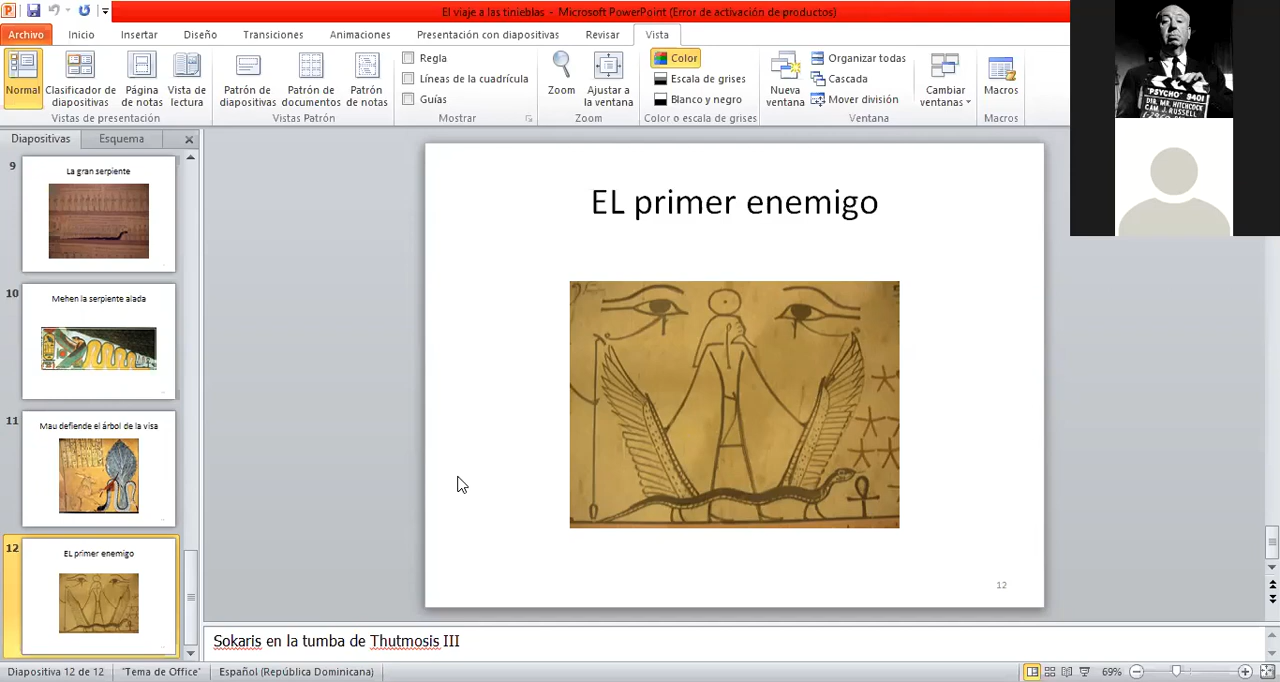 El viaje a las tinieblas - Microsoft PowerPoint (Error de activación de productos)
Archivo Inicio Insertar Diseño Transiciones Animaciones Presentación con diapositivas Revisar Vista
Normal
Clasificador de diapositivas
Página de notas
Vista de lectura
Vistas de presentación
Patrón de diapositivas
Patrón de documentos
Patrón de notas
Vistas Patrón
Regla
Líneas de la cuadrícula
Guías
Mostrar
Zoom
Ajustar a la ventana
Zoom
Color
Escala de grises
Blanco y negro
Color o escala de grises
Nueva ventana
Organizar todas
Cascada
Mover división
Cambiar ventanas
Ventana
Macros
Macros
"PSYCHO" 9401
DIR. MR. HITCHCOCK
CAM. J. RUSSELL
Diapositivas Esquema
9
La gran serpiente
10
Mehen la serpiente alada
11
Mau defiende el árbol de la visa
12
EL primer enemigo
EL primer enemigo
12
Sokaris en la tumba de Thutmosis III
Diapositiva 12 de 12 "Tema de Office" Español (República Dominicana) 69%